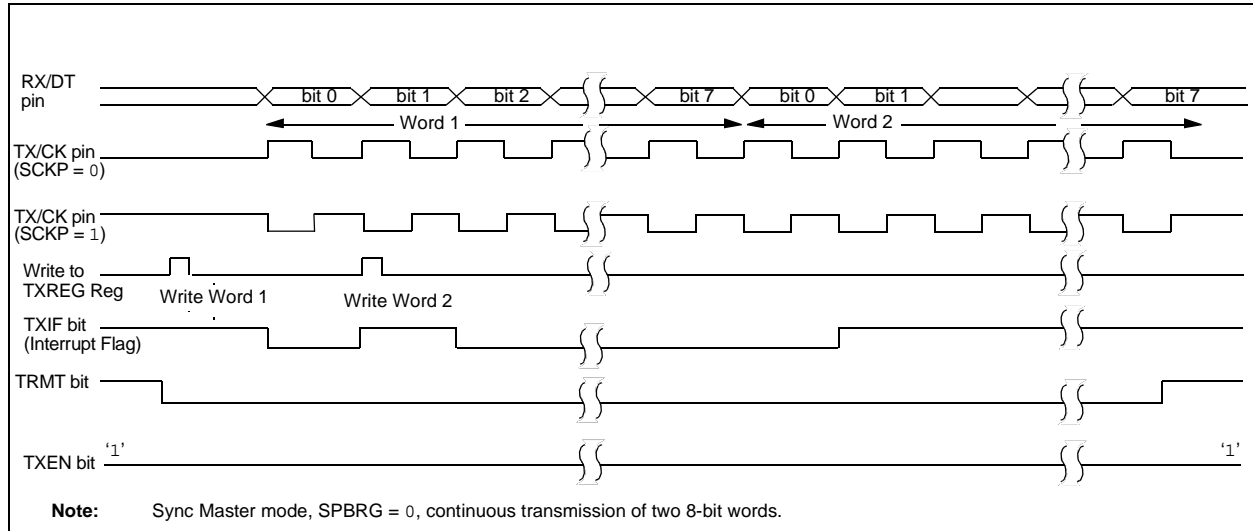 RX/DT
pin
bit 0 bit 1 bit 2 bit 7 bit 0 bit 1 bit 7
Word 1 Word 2
TX/CK pin
(SCKP = 0)
TX/CK pin
(SCKP = 1)
Write to
TXREG Reg
Write Word 1 Write Word 2
TXIF bit
(Interrupt Flag)
TRMT bit
TXEN bit ‘1’ ‘1’
Note: Sync Master mode, SPBRG = 0, continuous transmission of two 8-bit words.